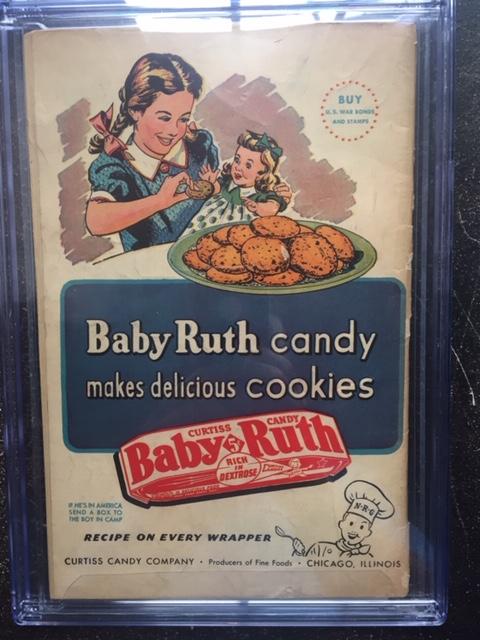 BUY
U.S. WAR BONDS
AND STAMPS
Baby Ruth candy
makes delicious cookies
CURTISS CANDY
Baby Ruth
5¢
RICH
IN
DEXTROSE
IF HE'S IN AMERICA
SEND A BOX TO
THE BOY IN CAMP
N-R-G
RECIPE ON EVERY WRAPPER
CURTISS CANDY COMPANY • Producers of Fine Foods • CHICAGO, ILLINOIS